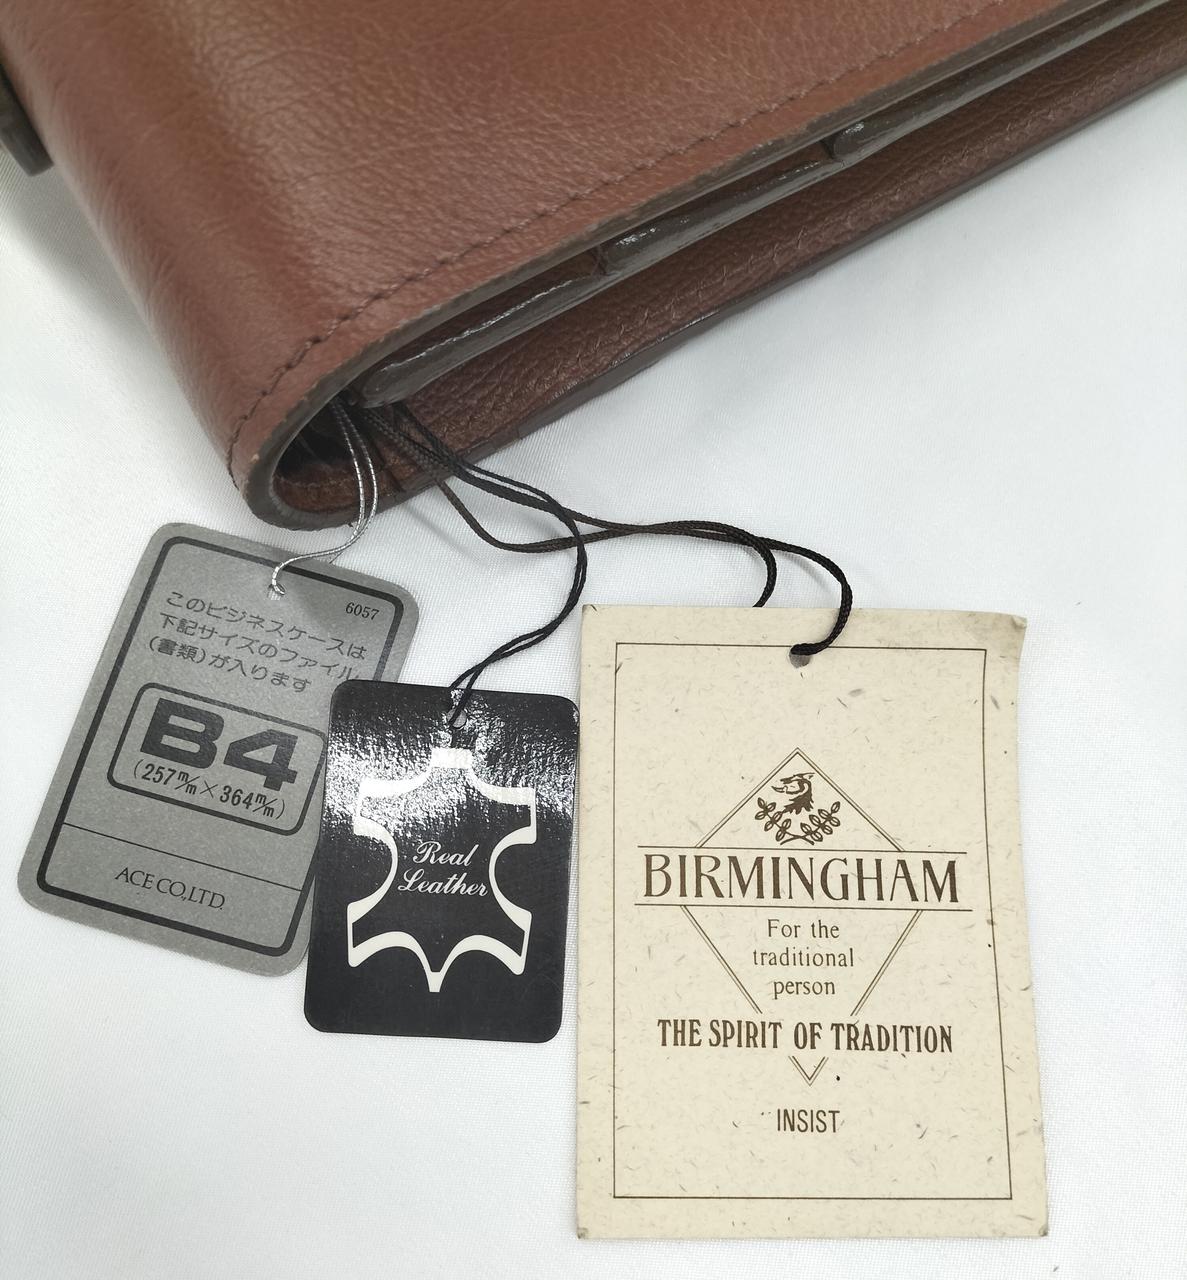 6057
このビジネスケースは
下記サイズのファイル
(書類)が入ります
B4
(257m/m×364m/m)
ACE CO.,LTD.
Real
Leather
BIRMINGHAM
For the
traditional
person
THE SPIRIT OF TRADITION
INSIST